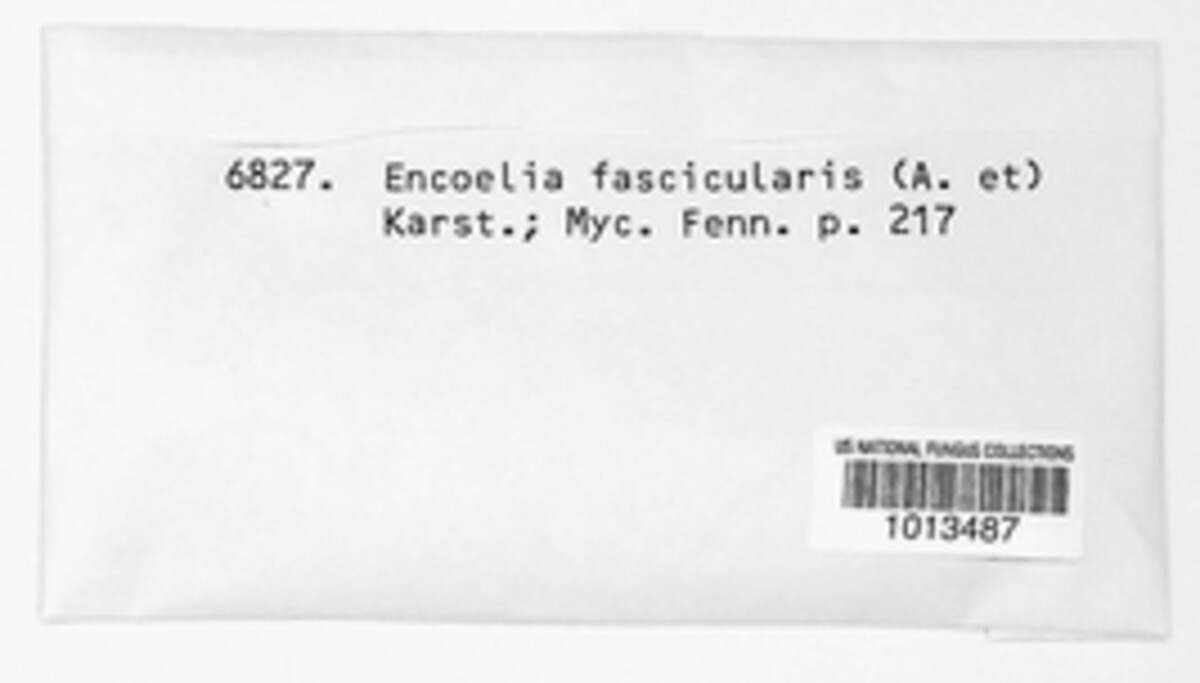 6827. Encoelia fascicularis (A. et)
Karst.; Myc. Fenn. p. 217
US NATIONAL FUNGUS COLLECTIONS
1013487